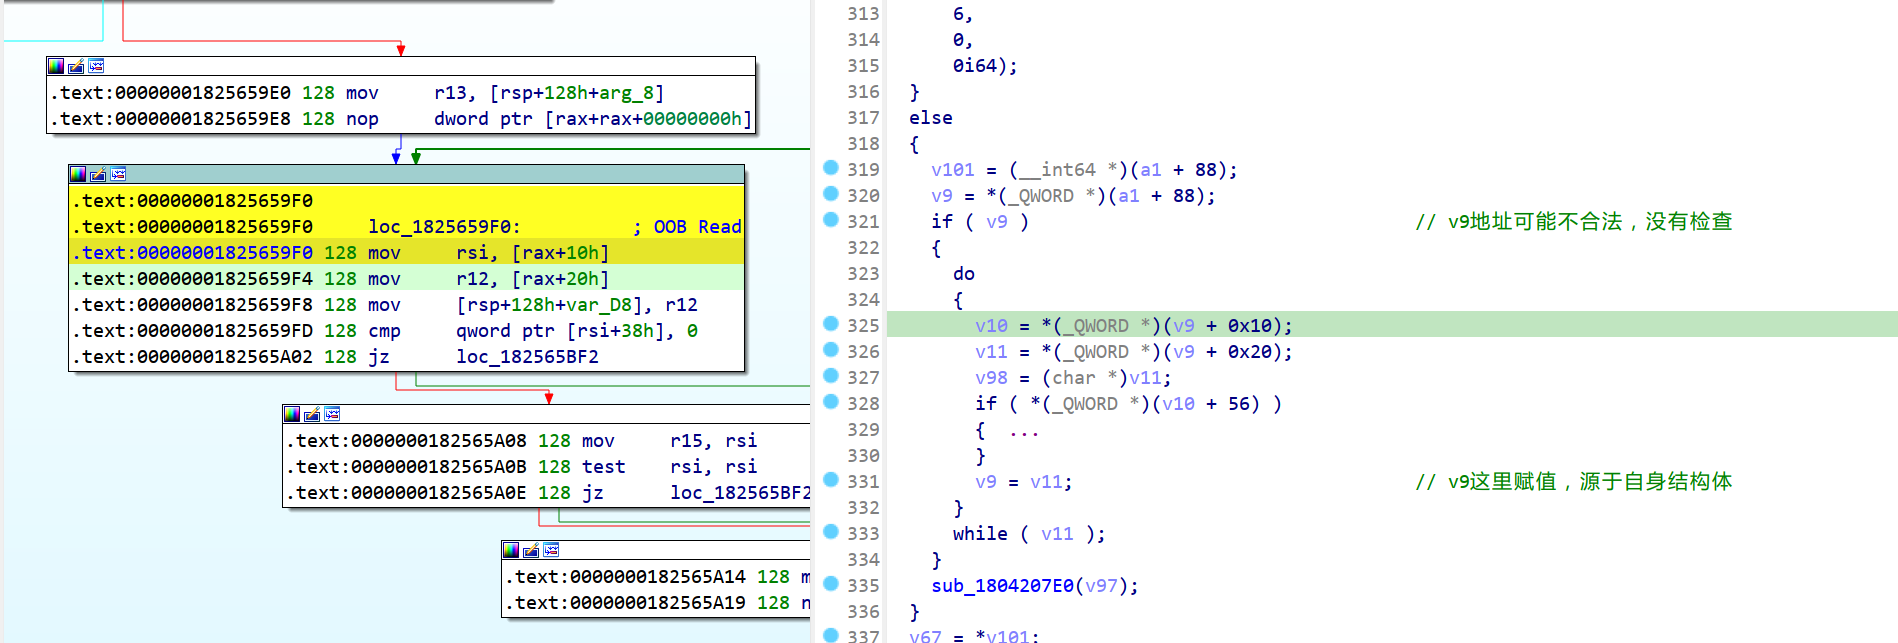 .text:00000001825659E0 128 mov r13, [rsp+128h+arg_8]
.text:00000001825659E8 128 nop dword ptr [rax+rax+00000000h]
.text:00000001825659F0
.text:00000001825659F0 loc_1825659F0: ; OOB Read
.text:00000001825659F0 128 mov rsi, [rax+10h]
.text:00000001825659F4 128 mov r12, [rax+20h]
.text:00000001825659F8 128 mov [rsp+128h+var_D8], r12
.text:00000001825659FD 128 cmp qword ptr [rsi+38h], 0
.text:0000000182565A02 128 jz loc_182565BF2
.text:0000000182565A08 128 mov r15, rsi
.text:0000000182565A0B 128 test rsi, rsi
.text:0000000182565A0E 128 jz loc_182565BF2
.text:0000000182565A14 128 m
.text:0000000182565A19 128 n
313 6,
314 0,
315 0i64);
316 }
317 else
318 {
319 v101 = (__int64 *)(a1 + 88);
320 v9 = *(_QWORD *)(a1 + 88);
321 if ( v9 ) // v9地址可能不合法，没有检查
322 {
323 do
324 {
325 v10 = *(_QWORD *)(v9 + 0x10);
326 v11 = *(_QWORD *)(v9 + 0x20);
327 v98 = (char *)v11;
328 if ( *(_QWORD *)(v10 + 56) )
329 { ...
330 }
331 v9 = v11; // v9这里赋值，源于自身结构体
332 }
333 while ( v11 );
334 }
335 sub_1804207E0(v97);
336 }
337 v67 = *v101;